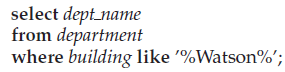 select dept_name
from department
where building like '%Watson%';